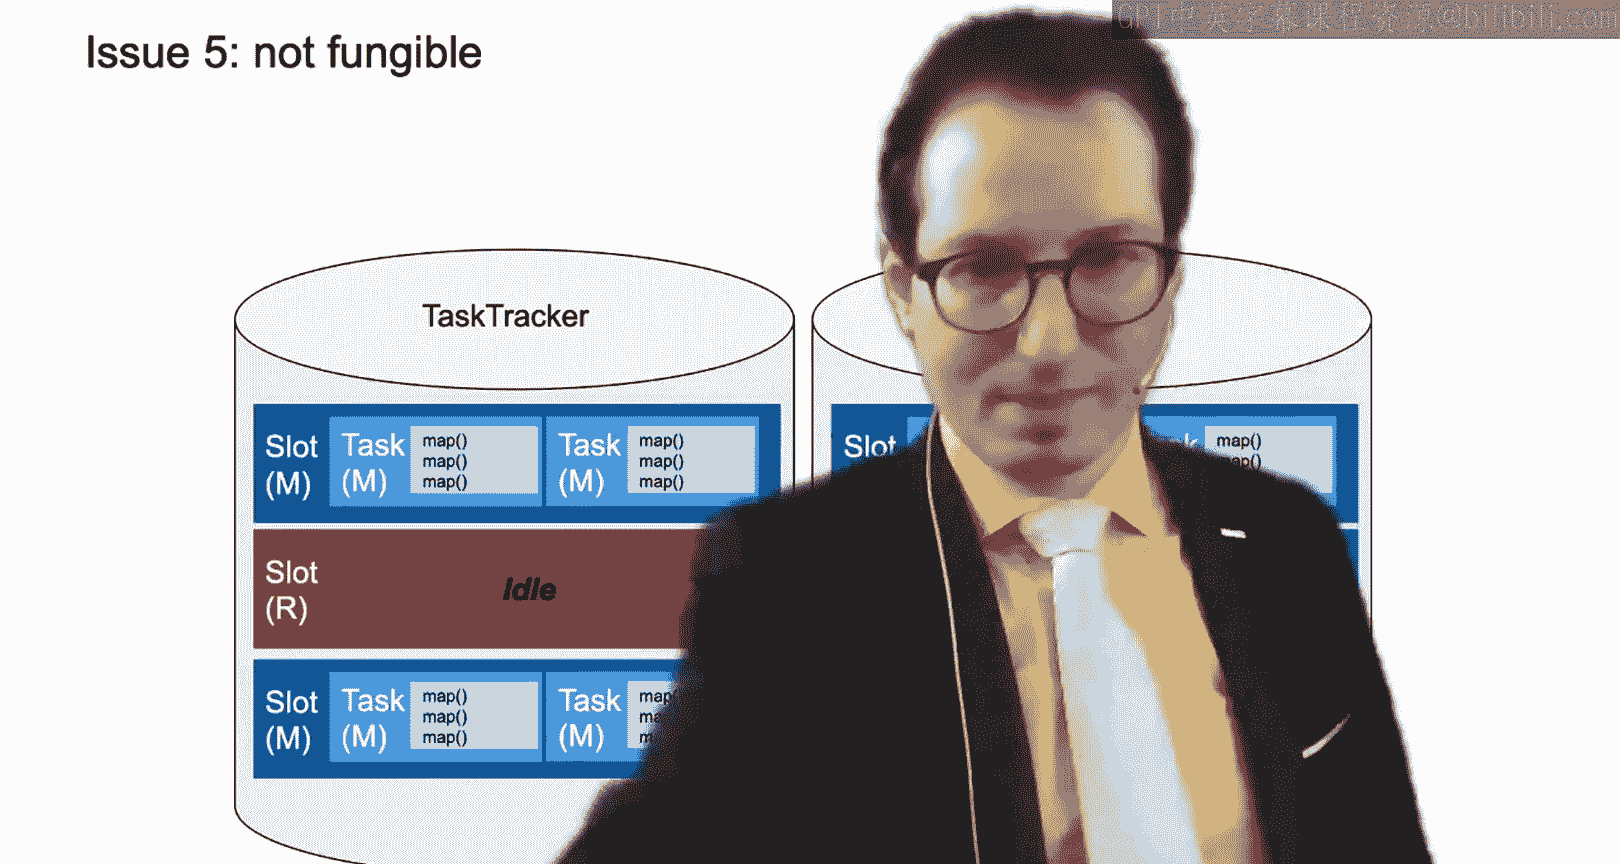 Issue 5: not fungible
TaskTracker
Slot
(M)
Task
(M)
map()
map()
map()
Task
(M)
map()
map()
map()
Slot
map()
Slot
(R)
Idle
Slot
(M)
Task
(M)
map()
map()
map()
Task
(M)